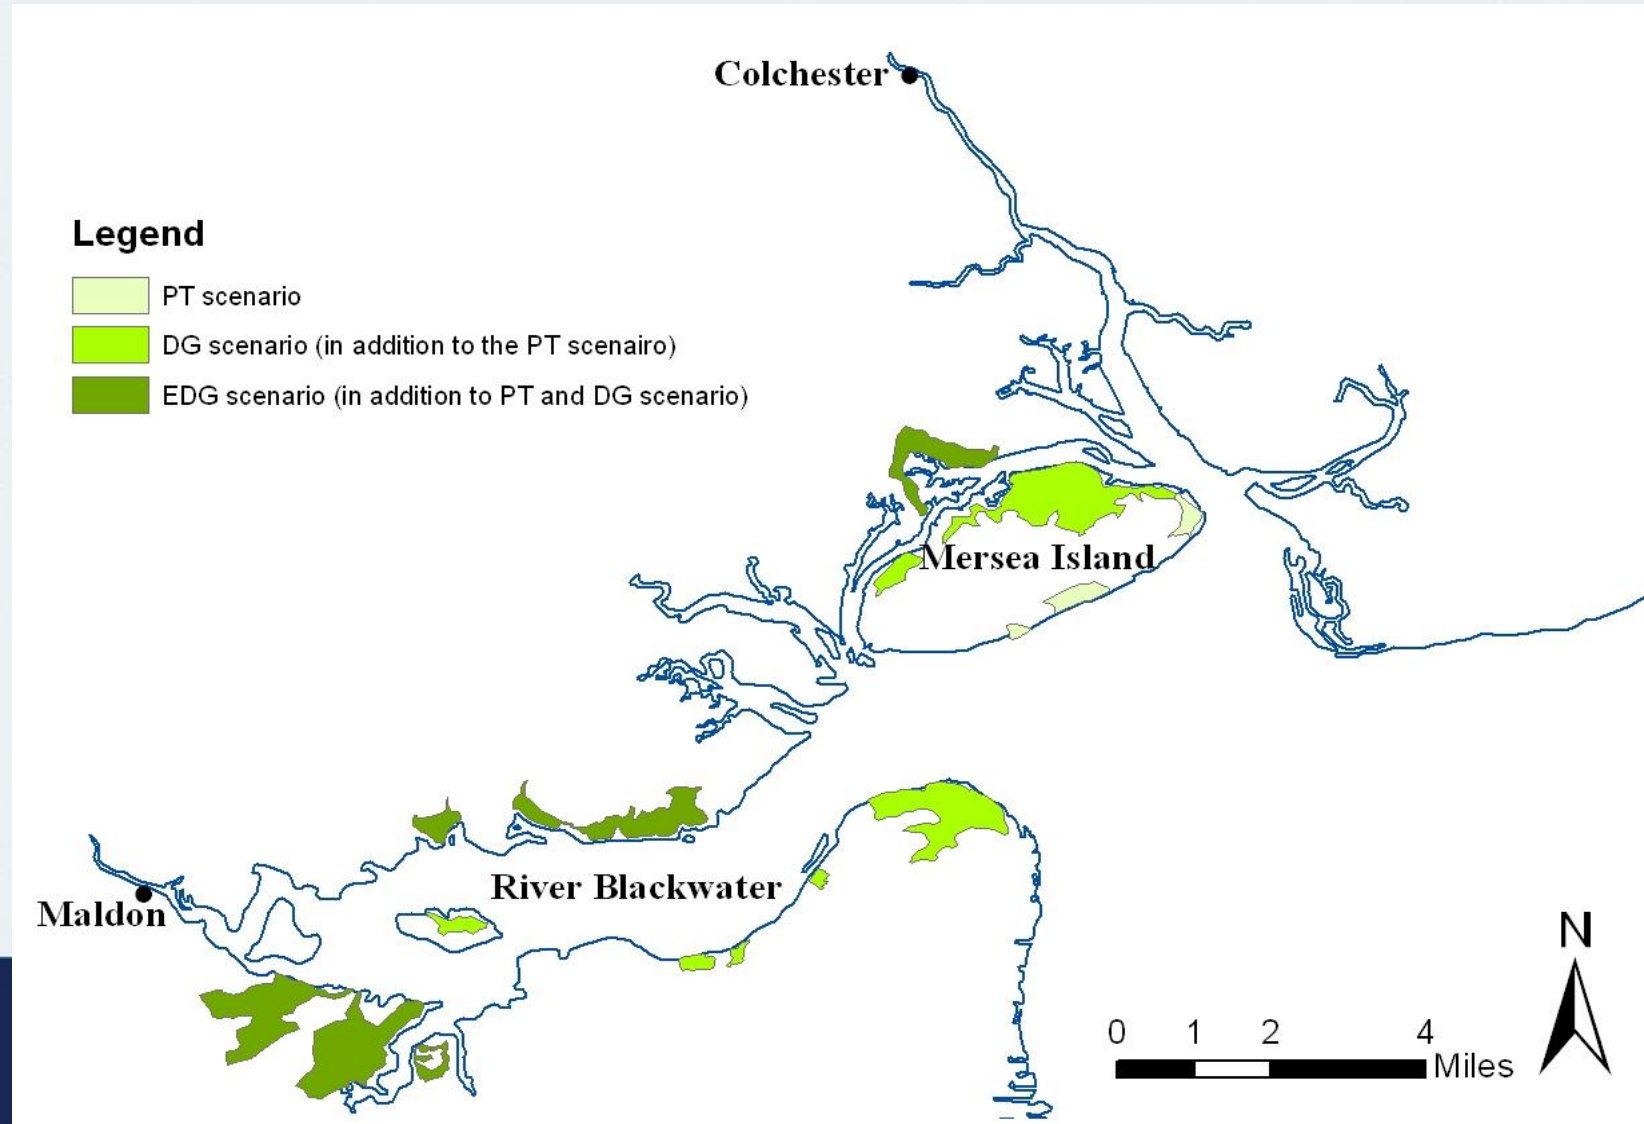 Colchester
Legend
PT scenario
DG scenario (in addition to the PT scenairo)
EDG scenario (in addition to PT and DG scenario)
Mersea Island
River Blackwater
Maldon
N
0 1 2 4
Miles